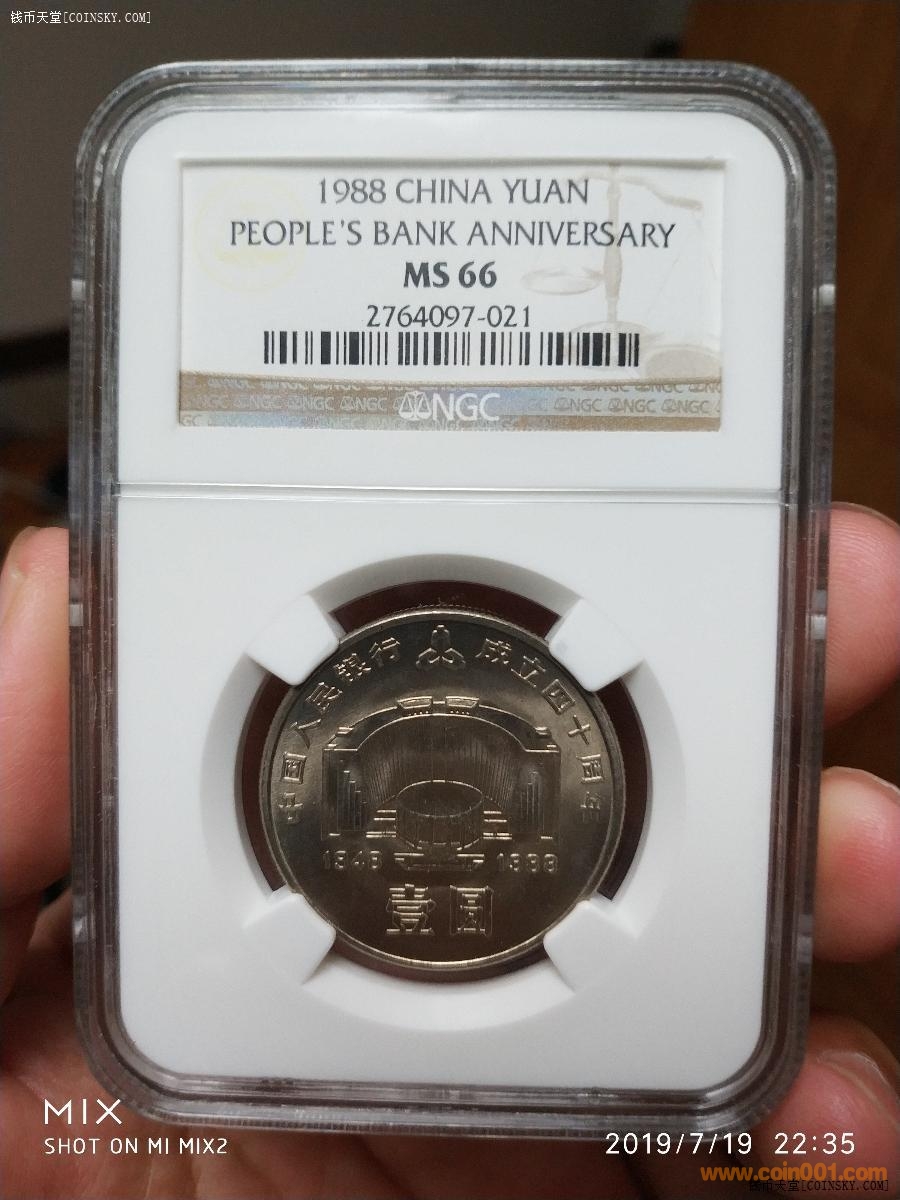 钱币天堂[COINSKY.COM]
1988 CHINA YUAN
PEOPLE'S BANK ANNIVERSARY
MS 66
2764097-021
NGC
中国人民银行 成立四十周年
1948 1988
壹圆
MIX
SHOT ON MI MIX2
2019/7/19 22:35
www.coin001.com
钱币天堂[COINSKY.COM]